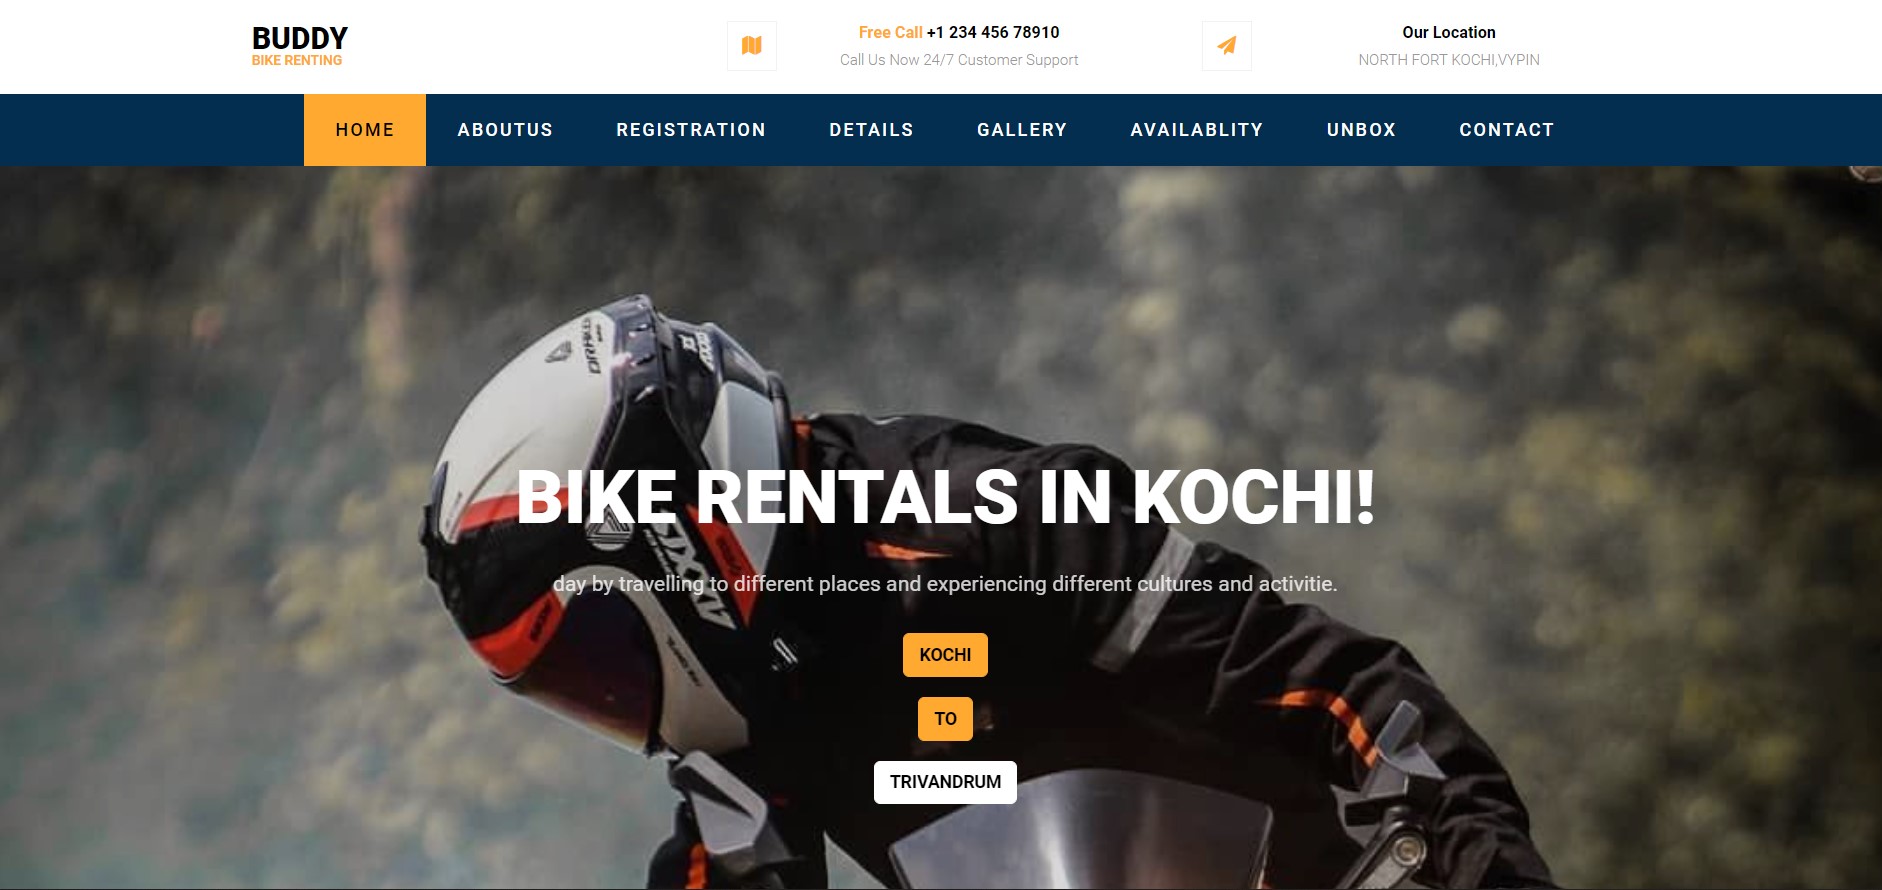 BUDDY
BIKE RENTING
Free Call +1 234 456 78910
Call Us Now 24/7 Customer Support
Our Location
NORTH FORT KOCHI,VYPIN
HOME ABOUTUS REGISTRATION DETAILS GALLERY AVAILABLITY UNBOX CONTACT
BIKE RENTALS IN KOCHI!
day by travelling to different places and experiencing different cultures and activitie.
KOCHI
TO
TRIVANDRUM